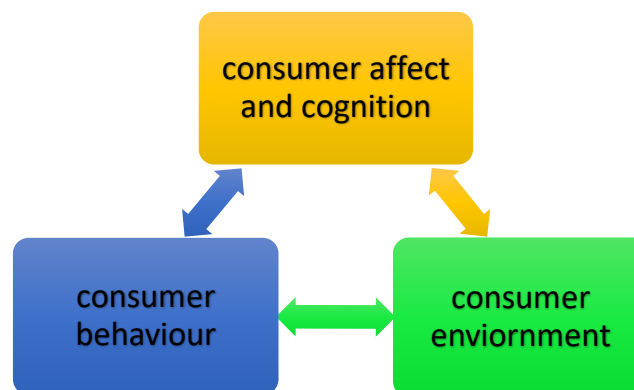 consumer affect
and cognition
consumer
behaviour
consumer
enviornment